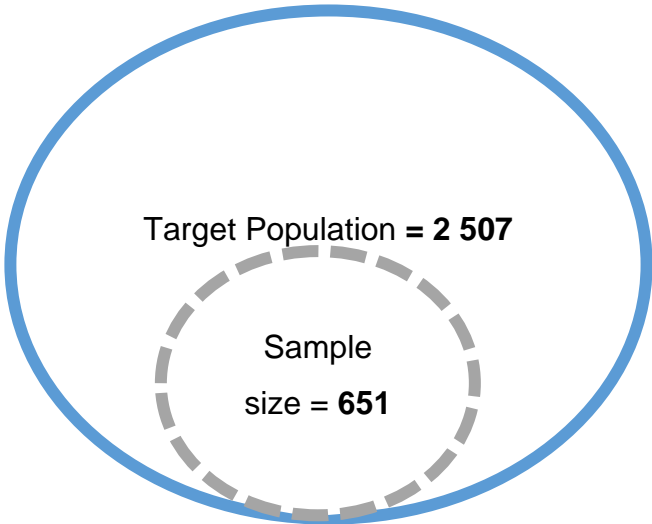 Target Population = 2 507
Sample
size = 651